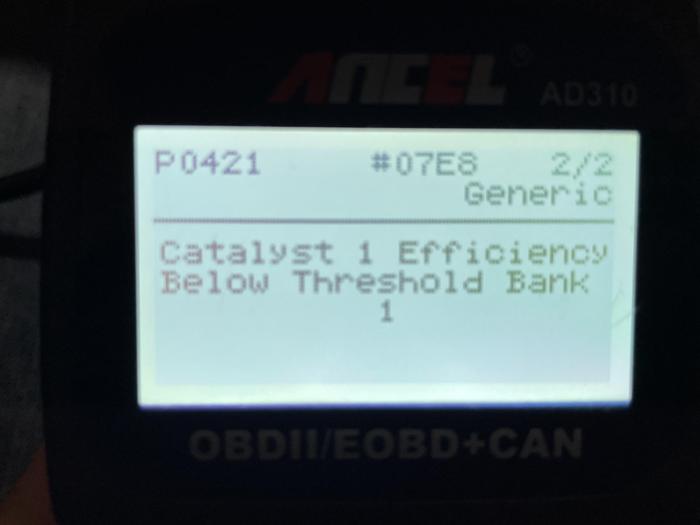 ANCEL®
AD310
P0421 #07E8 2/2
Generic
Catalyst 1 Efficiency
Below Threshold Bank
1
OBDII/EOBD+CAN